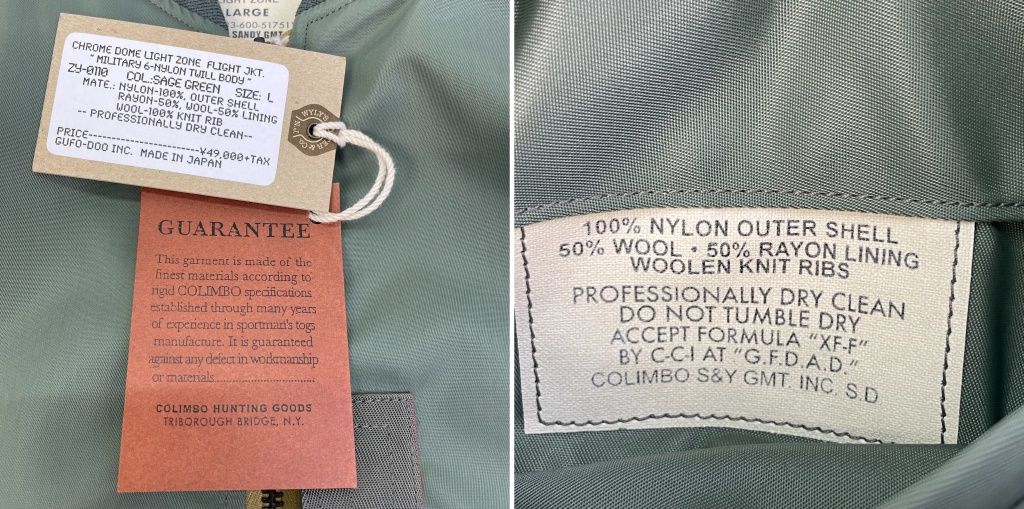 LIGHT ZONE
LARGE
SANDY GMT
CHROME DOME LIGHT ZONE FLIGHT JKT.
"MILITARY 6-NYLON TWILL BODY"
ZY-0110 COL.:SAGE GREEN SIZE: L
MATE.: NYLON-100%, OUTER SHELL
RAYON-50%, WOOL-50% LINING
WOOL-100% KNIT RIB
-- PROFESSIONALLY DRY CLEAN--
PRICE-------------------------¥49,000+TAX
GUFO-DOO INC. MADE IN JAPAN
GUARANTEE
This garment is made of the
finest materials according to
rigid COLIMBO specifications
established through many years
of experience in sportman's togs
manufacture. It is guaranteed
against any defect in workmanship
or materials..............................
COLIMBO HUNTING GOODS
TRIBOROUGH BRIDGE, N.Y.
100% NYLON OUTER SHELL
50% WOOL • 50% RAYON LINING
WOOLEN KNIT RIBS
PROFESSIONALLY DRY CLEAN
DO NOT TUMBLE DRY
ACCEPT FORMULA "XF-F"
BY C-C-I AT "G.F.D.A.D."
COLIMBO S&Y GMT. INC. S.D